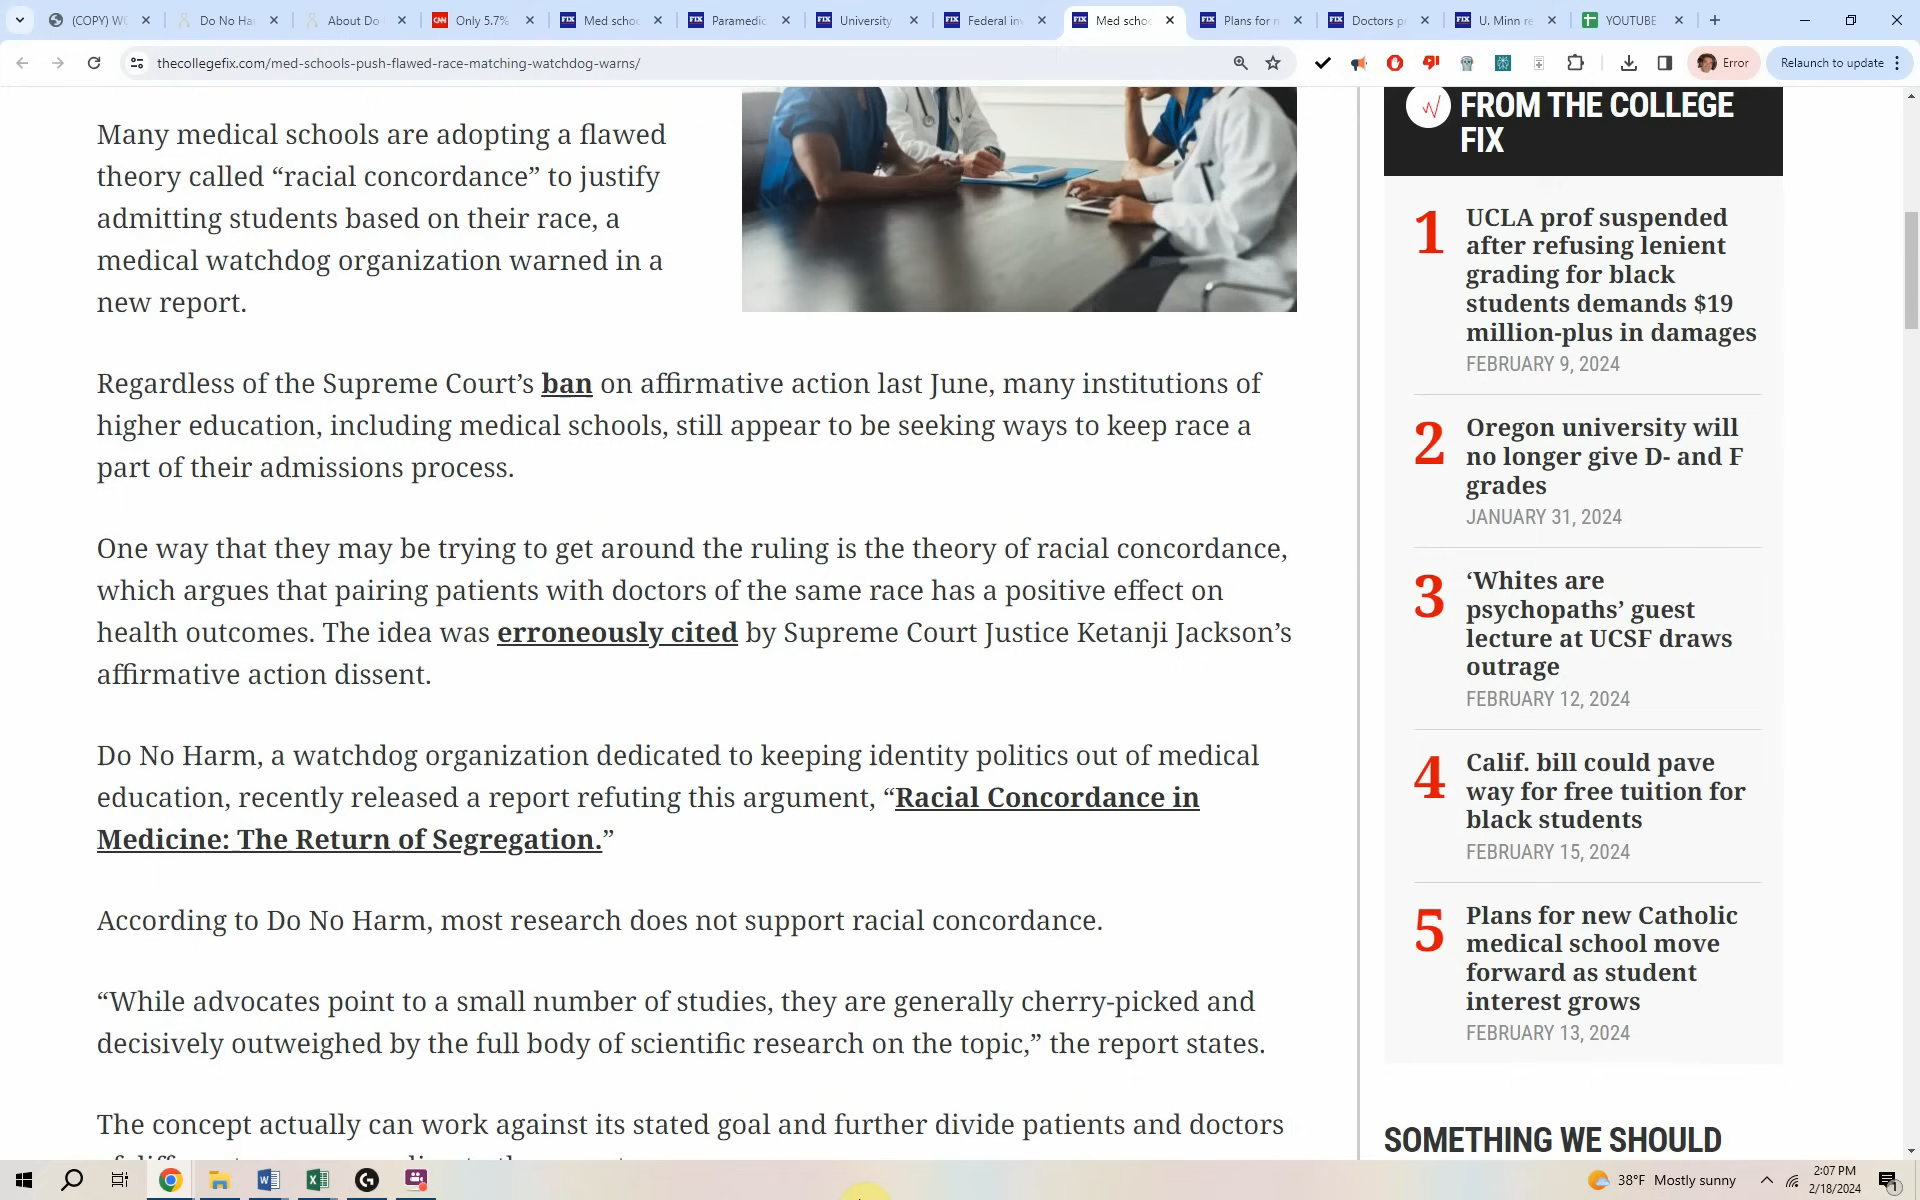 (COPY) W
Do No Ha
About Do
Only 5.7%
Med schoo
Paramedic
University
Federal in
Med schoo
Plans for n
Doctors p
U. Minn re
YOUTUBE
thecollegefix.com/med-schools-push-flawed-race-matching-watchdog-warns/
Error
Relaunch to update
Many medical schools are adopting a flawed
theory called “racial concordance” to justify
admitting students based on their race, a
medical watchdog organization warned in a
new report.
Regardless of the Supreme Court’s ban on affirmative action last June, many institutions of
higher education, including medical schools, still appear to be seeking ways to keep race a
part of their admissions process.
One way that they may be trying to get around the ruling is the theory of racial concordance,
which argues that pairing patients with doctors of the same race has a positive effect on
health outcomes. The idea was erroneously cited by Supreme Court Justice Ketanji Jackson’s
affirmative action dissent.
Do No Harm, a watchdog organization dedicated to keeping identity politics out of medical
education, recently released a report refuting this argument, “Racial Concordance in
Medicine: The Return of Segregation.”
According to Do No Harm, most research does not support racial concordance.
“While advocates point to a small number of studies, they are generally cherry-picked and
decisively outweighed by the full body of scientific research on the topic,” the report states.
The concept actually can work against its stated goal and further divide patients and doctors
FROM THE COLLEGE
FIX
1 UCLA prof suspended
after refusing lenient
grading for black
students demands $19
million-plus in damages
FEBRUARY 9, 2024
2 Oregon university will
no longer give D- and F
grades
JANUARY 31, 2024
3 ‘Whites are
psychopaths’ guest
lecture at UCSF draws
outrage
FEBRUARY 12, 2024
4 Calif. bill could pave
way for free tuition for
black students
FEBRUARY 15, 2024
5 Plans for new Catholic
medical school move
forward as student
interest grows
FEBRUARY 13, 2024
SOMETHING WE SHOULD
38°F Mostly sunny
2:07 PM
2/18/2024